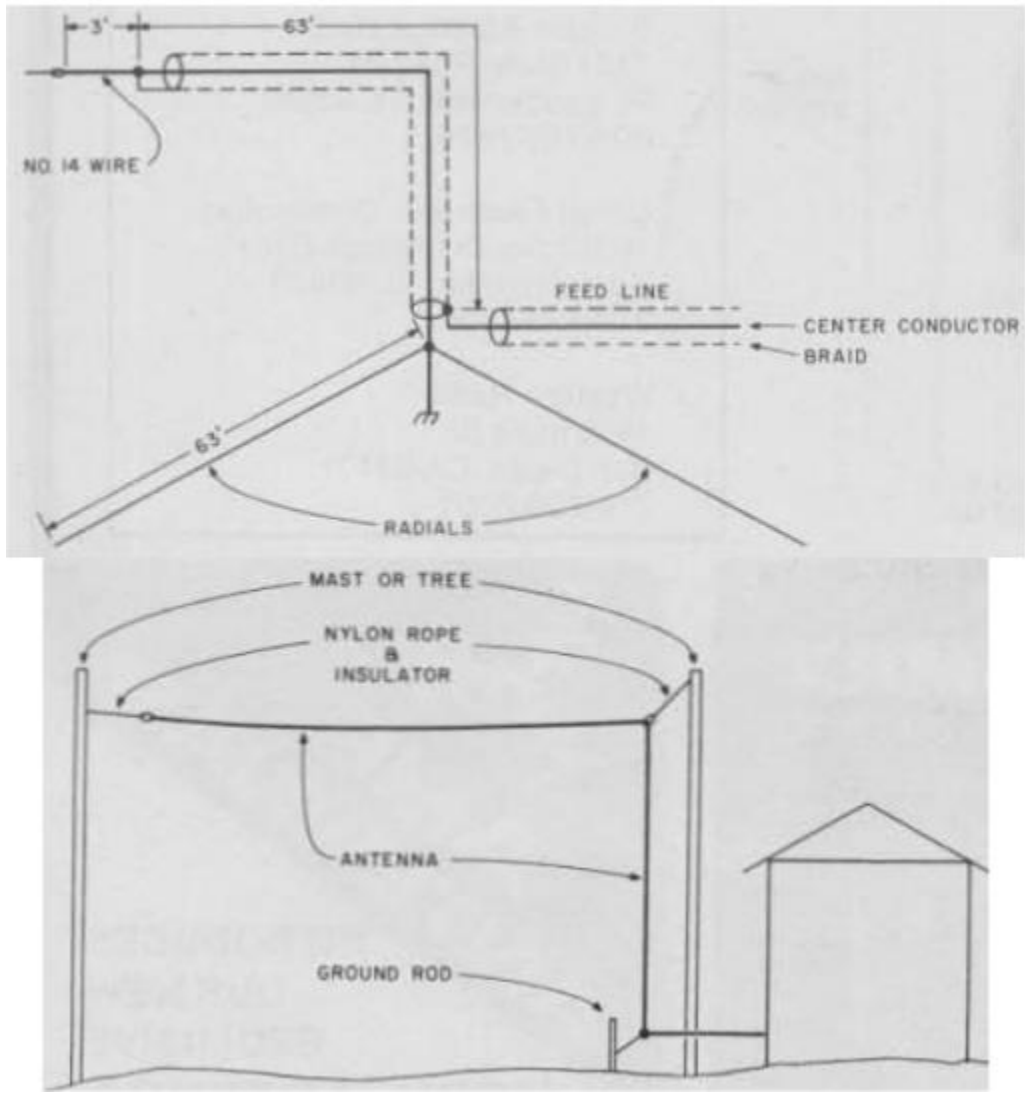 3'
63'
NO. 14 WIRE
FEED LINE
CENTER CONDUCTOR
BRAID
63'
RADIALS
MAST OR TREE
NYLON ROPE
&
INSULATOR
ANTENNA
GROUND ROD